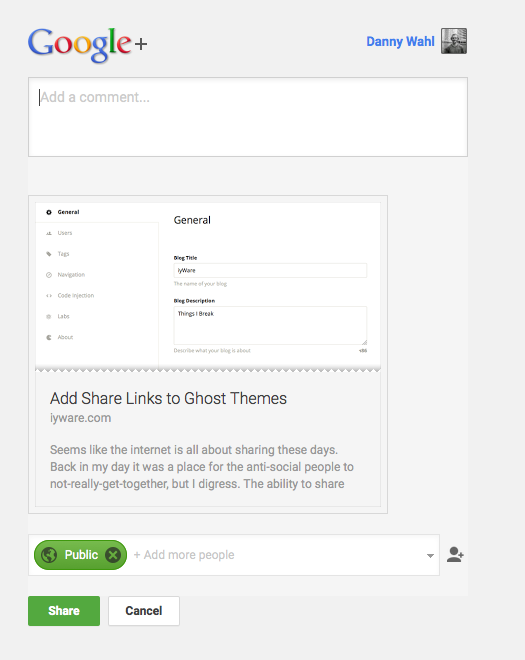 Google+
Danny Wahl
Add a comment...
General
Users
Tags
Navigation
Code Injection
Labs
About
General
Blog Title
iyWare
The name of your blog
Blog Description
Things I Break
Describe what your blog is about
Add Share Links to Ghost Themes
iyware.com
Seems like the internet is all about sharing these days.
Back in my day it was a place for the anti-social people to
not-really-get-together, but I digress. The ability to share
Public
+ Add more people
Share
Cancel